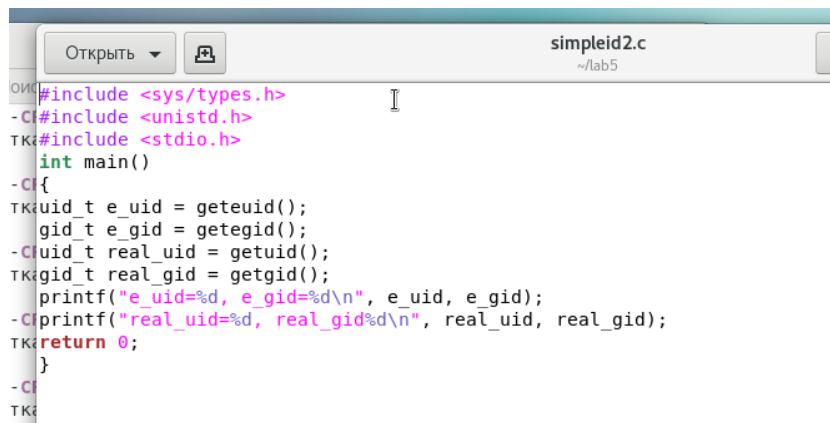 Открыть
simpleid2.c
~/lab5
#include <sys/types.h>
#include <unistd.h>
#include <stdio.h>
int main()
{
uid_t e_uid = geteuid();
gid_t e_gid = getegid();
uid_t real_uid = getuid();
gid_t real_gid = getgid();
printf("e_uid=%d, e_gid=%d\n", e_uid, e_gid);
printf("real_uid=%d, real_gid%d\n", real_uid, real_gid);
return 0;
}